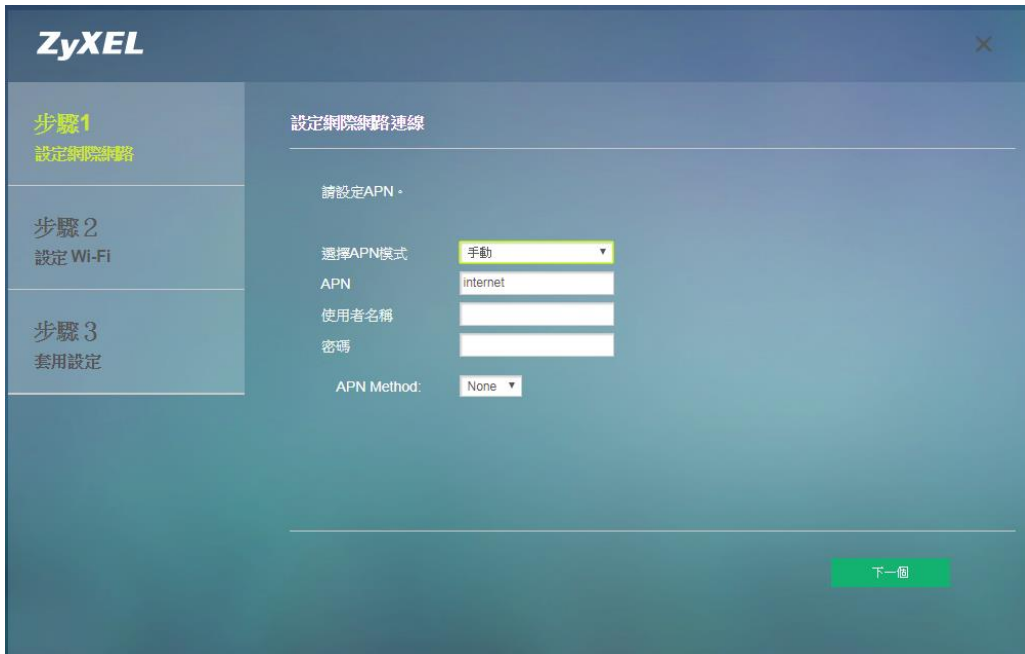 ZyXEL
×
步驟1
設定網際網路
步驟 2
設定 Wi-Fi
步驟 3
套用設定
設定網際網路連線
請設定APN。
選擇APN模式 手動
APN internet
使用者名稱
密碼
APN Method: None
下一個